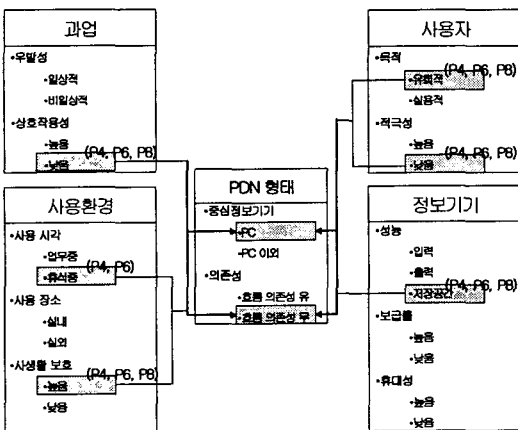 과업
•우발성
•일상적
•비일상적
•상호작용성
•높음
•낮음 (P4, P6, P8)
사용환경
•사용 시각
•업무중
•휴식중 (P4, P6)
•사용 장소
•실내
•실외
•사생활 보호
•높음 (P4, P6, P8)
•낮음
PDN 형태
•중심정보기기
•PC
•PC 이외
•의존성
•흐름 의존성 유
•흐름 의존성 무
사용자
•목적
•유희적 (P4, P6, P8)
•실용적
•적극성
•높음
•낮음 (P4, P6, P8)
정보기기
•성능
•입력
•출력
•저장공간 (P4, P6, P8)
•보급률
•높음
•낮음
•휴대성
•높음
•낮음